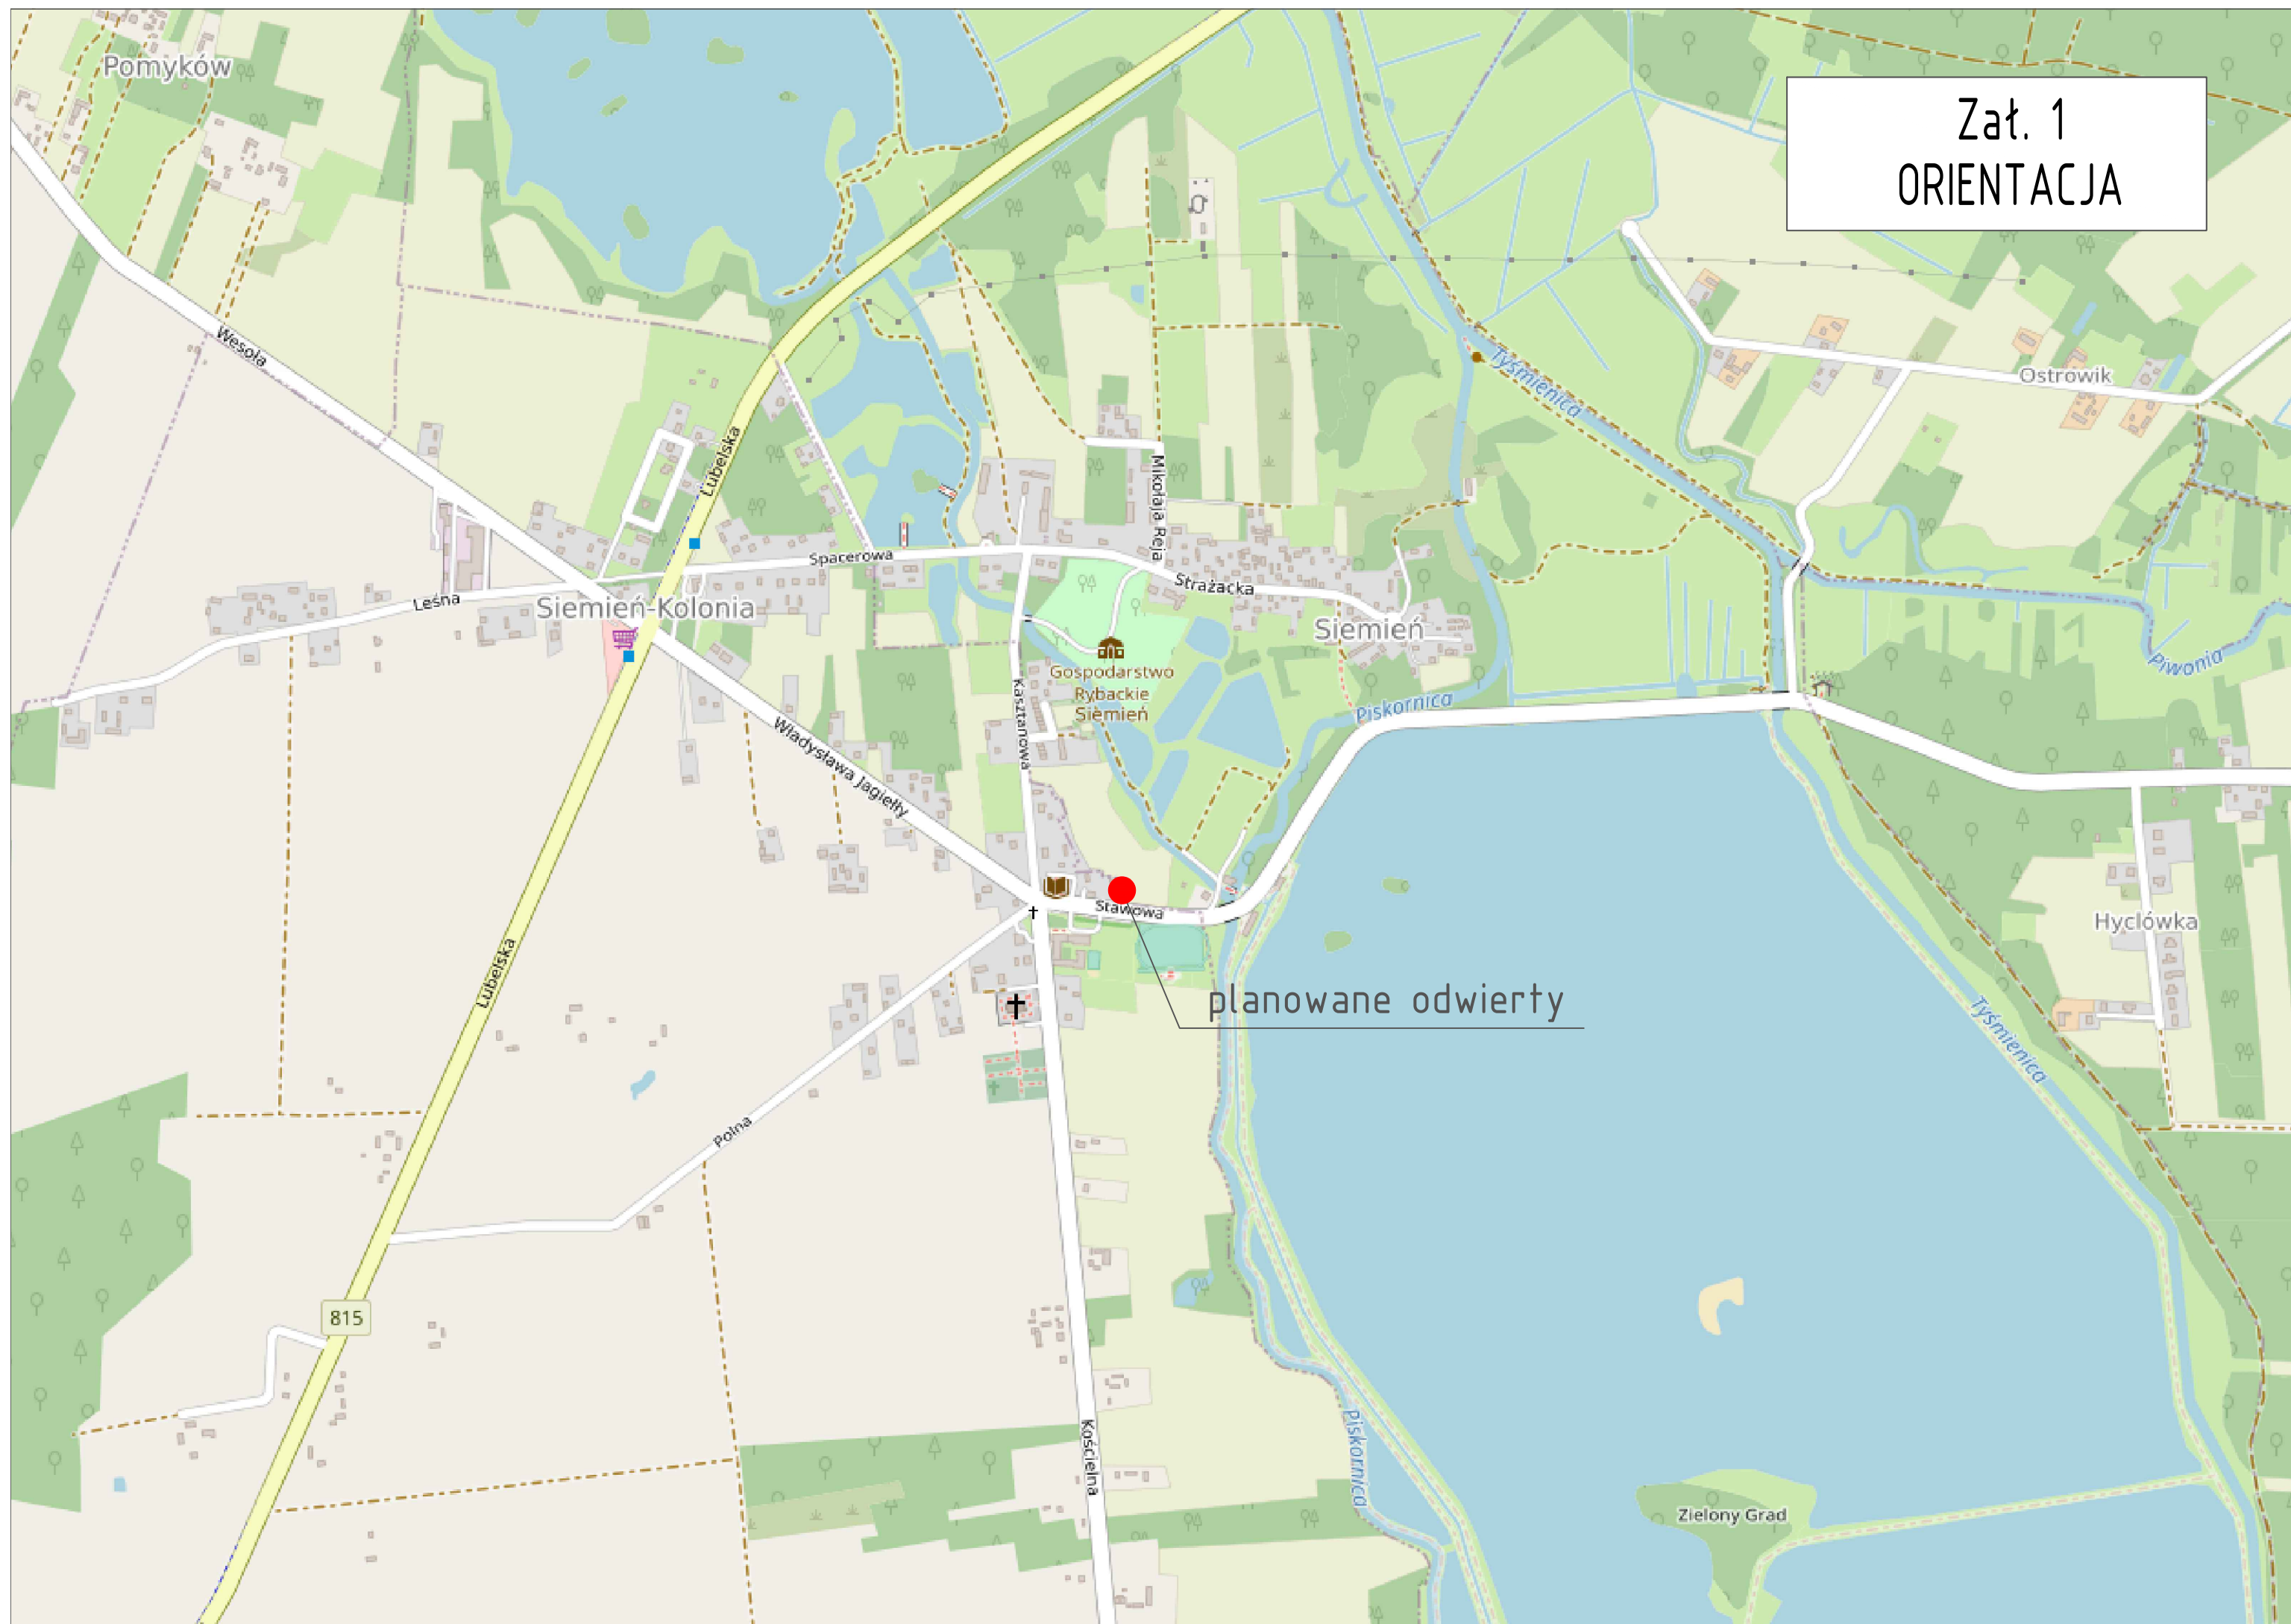 Pomyków
Zał. 1
ORIENTACJA
Wesoła
Tyśmienica
Ostrowik
Lubelska
Mikołaja Reja
Spacerowa
Strażacka
Leśna
Siemień-Kolonia
Siemień
Piwonia
Gospodarstwo
Rybackie
Siemień
Kasztanowa
Piskornica
Władysława Jagiełły
Stawowa
Hyclówka
Lubelska
planowane odwierty
Tyśmienica
Polna
815
Kościelna
Piskornica
Zielony Grad